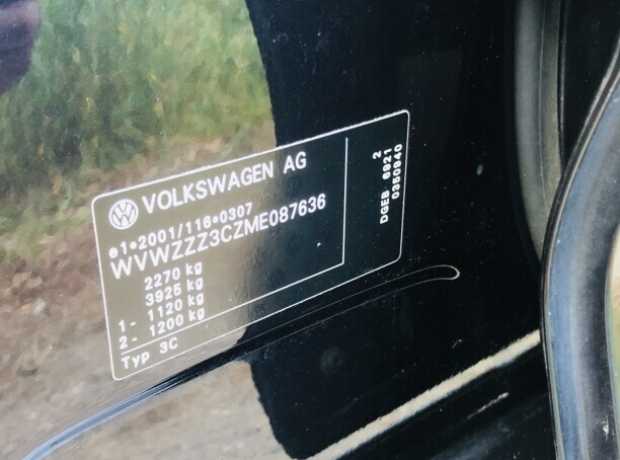 VOLKSWAGEN AG
e1*2001/116*0307
WVWZZZ3CZME087636
2270 kg
3925 kg
1- 1120 kg
2- 1200 kg
Typ 3C
2
DGEB 6921
0350940